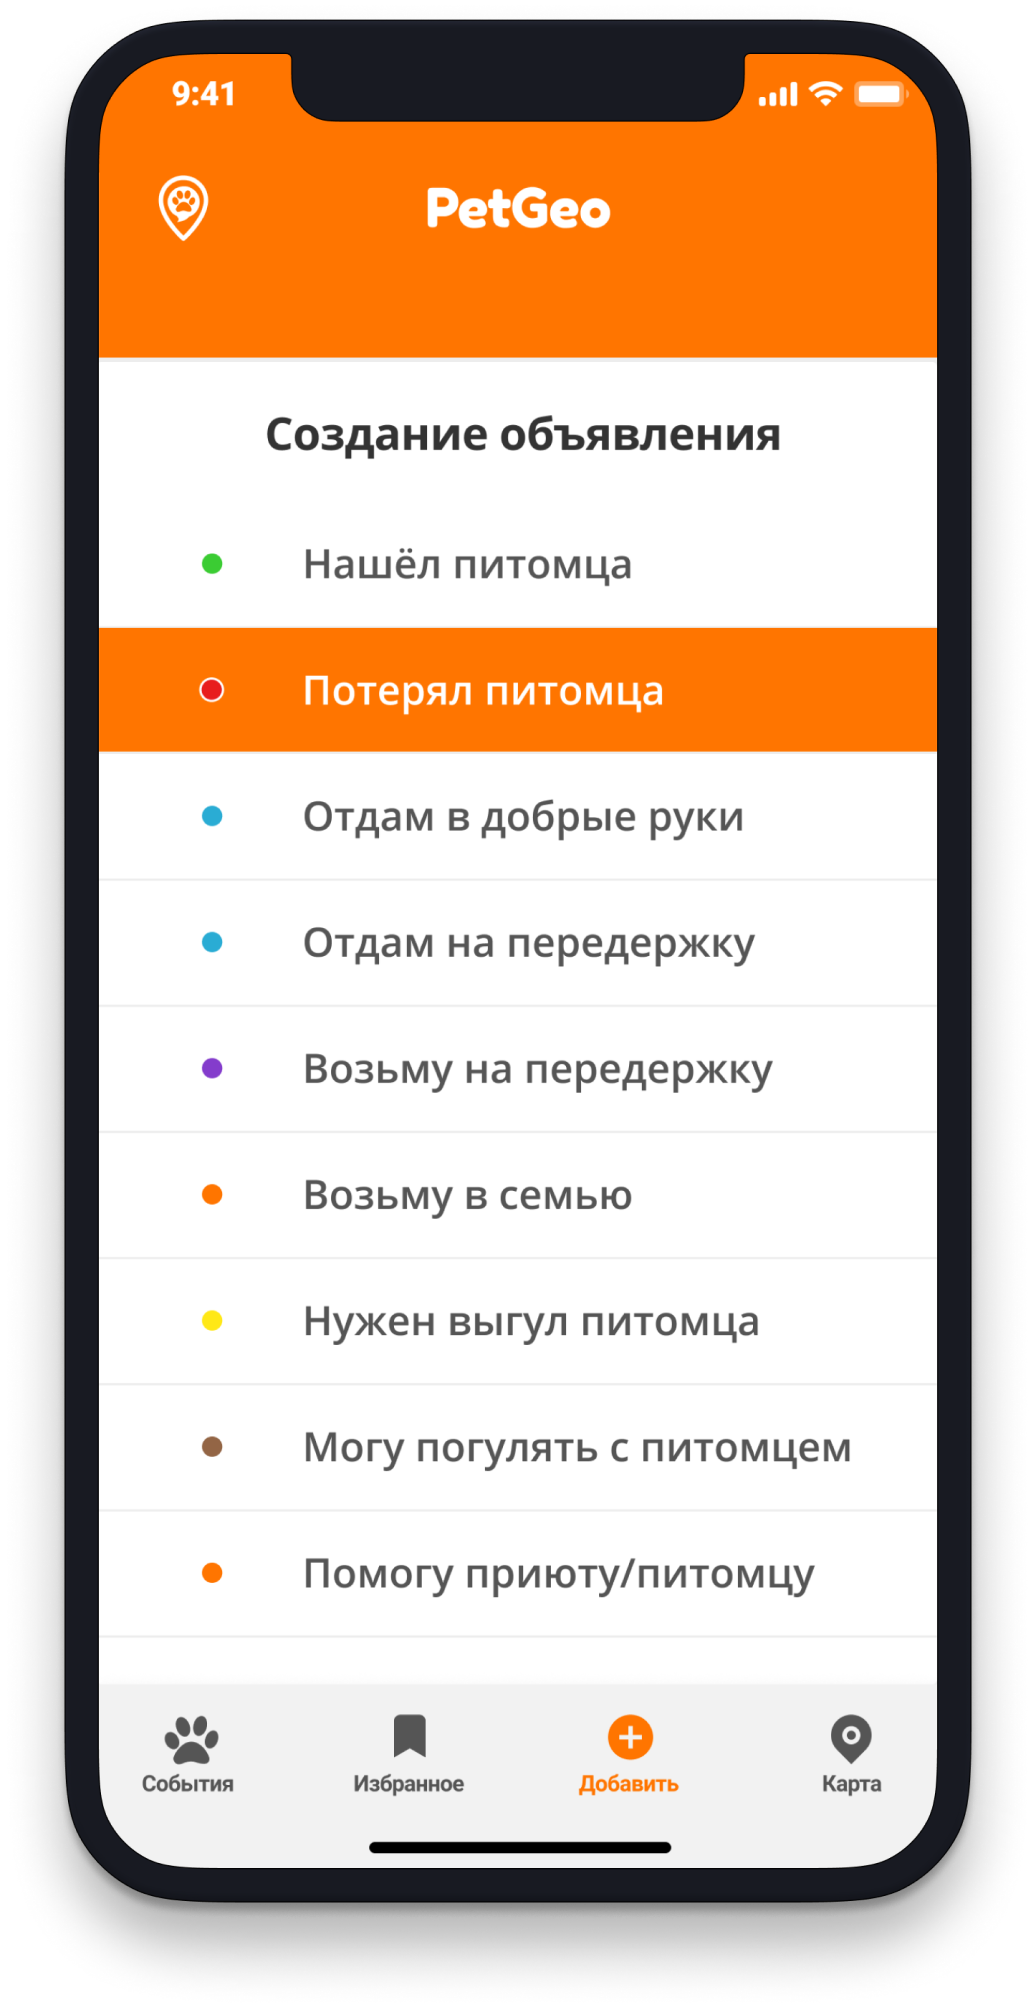 9:41
PetGeo
Создание объявления
Нашёл питомца
Потерял питомца
Отдам в добрые руки
Отдам на передержку
Возьму на передержку
Возьму в семью
Нужен выгул питомца
Могу погулять с питомцем
Помогу приюту/питомцу
События
Избранное
Добавить
Карта